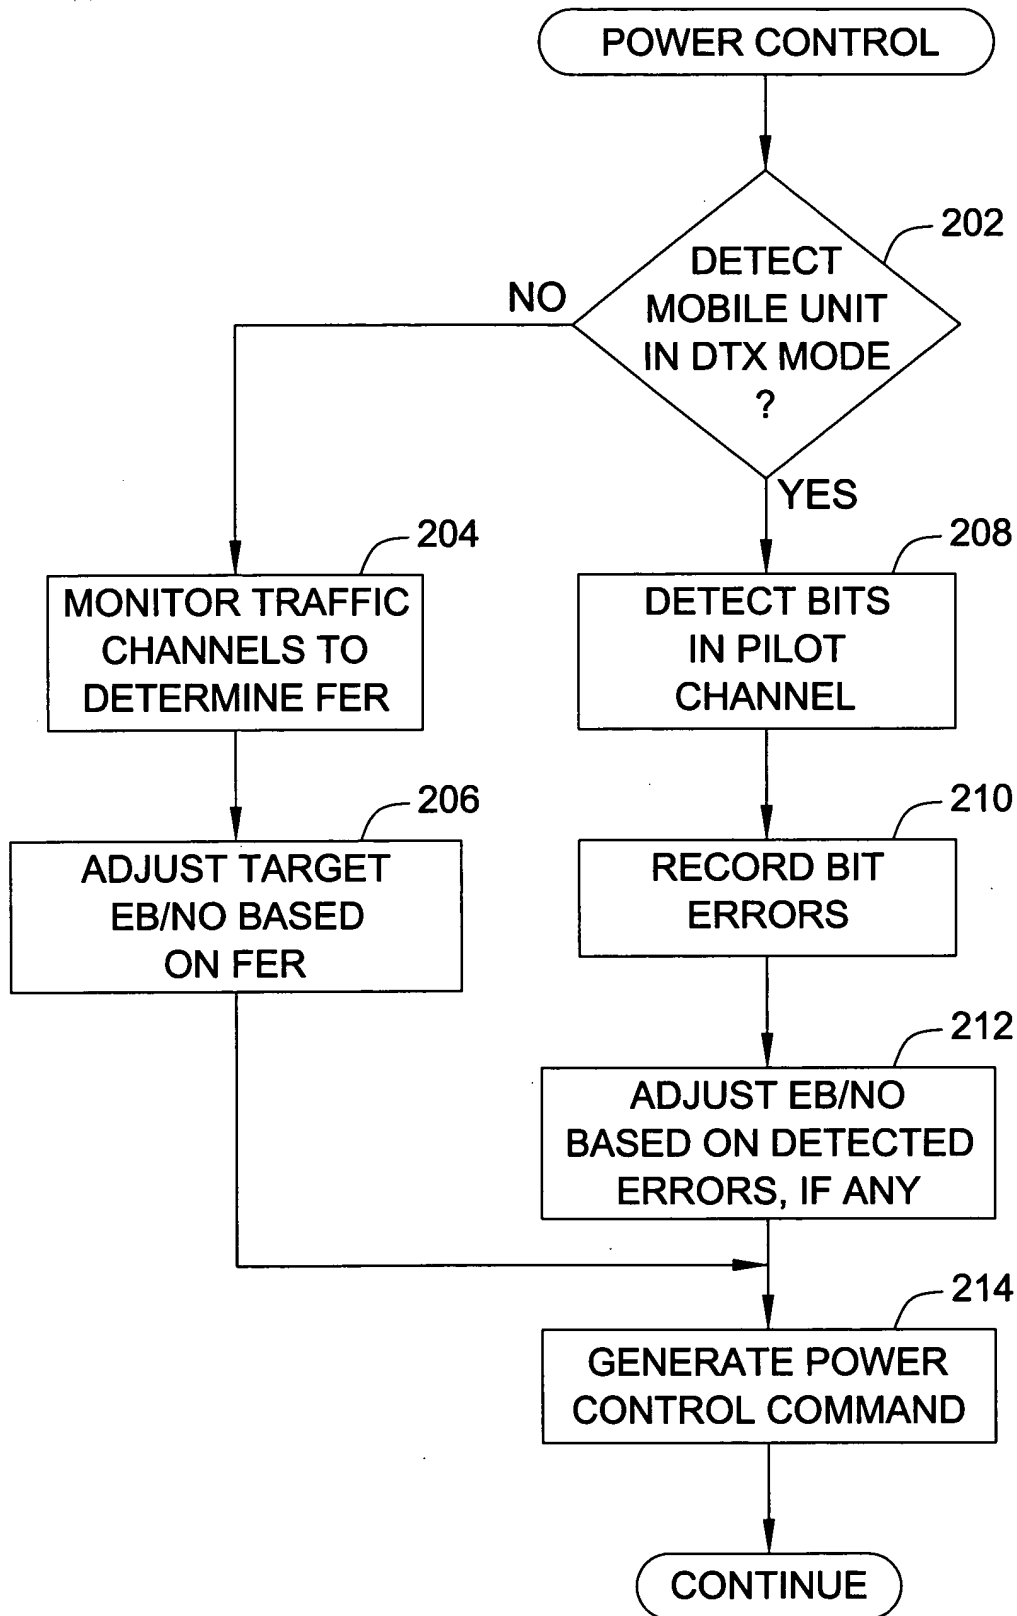 POWER CONTROL
202
DETECT
MOBILE UNIT
IN DTX MODE
?
NO
YES
204
MONITOR TRAFFIC
CHANNELS TO
DETERMINE FER
208
DETECT BITS
IN PILOT
CHANNEL
206
ADJUST TARGET
EB/NO BASED
ON FER
210
RECORD BIT
ERRORS
212
ADJUST EB/NO
BASED ON DETECTED
ERRORS, IF ANY
214
GENERATE POWER
CONTROL COMMAND
CONTINUE